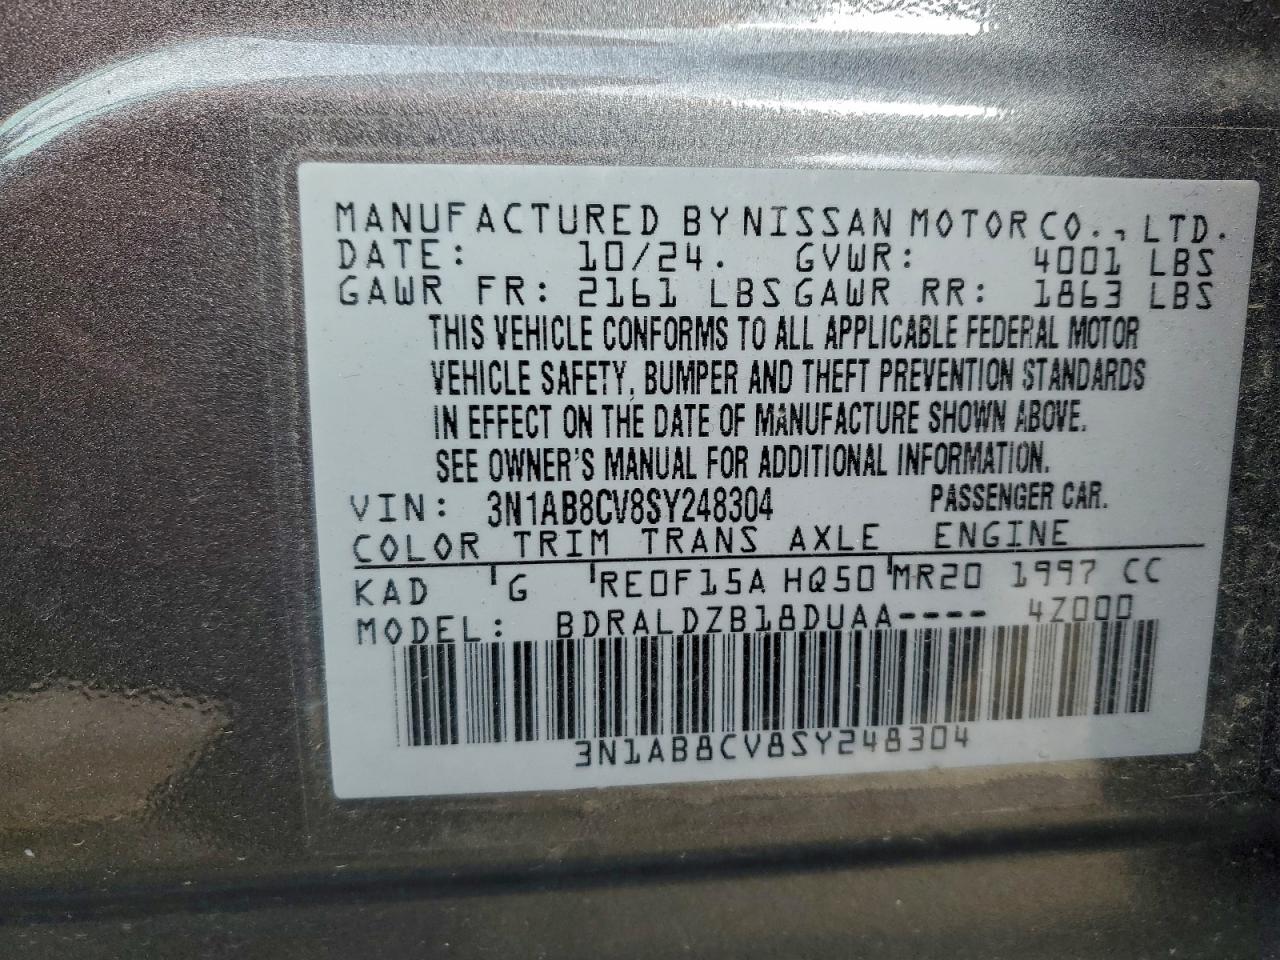 MANUFACTURED BY NISSAN MOTOR CO., LTD.
DATE: 10/24. GVWR: 4001 LBS
GAWR FR: 2161 LBS GAWR RR: 1863 LBS
THIS VEHICLE CONFORMS TO ALL APPLICABLE FEDERAL MOTOR
VEHICLE SAFETY, BUMPER AND THEFT PREVENTION STANDARDS
IN EFFECT ON THE DATE OF MANUFACTURE SHOWN ABOVE.
SEE OWNER'S MANUAL FOR ADDITIONAL INFORMATION.
VIN: 3N1AB8CV8SY248304 PASSENGER CAR.
COLOR TRIM TRANS AXLE ENGINE
KAD G RE0F15A HQ50 MR20 1997 CC
MODEL: BDRALDZB18DUAA---- 4Z000
3N1AB8CV8SY248304